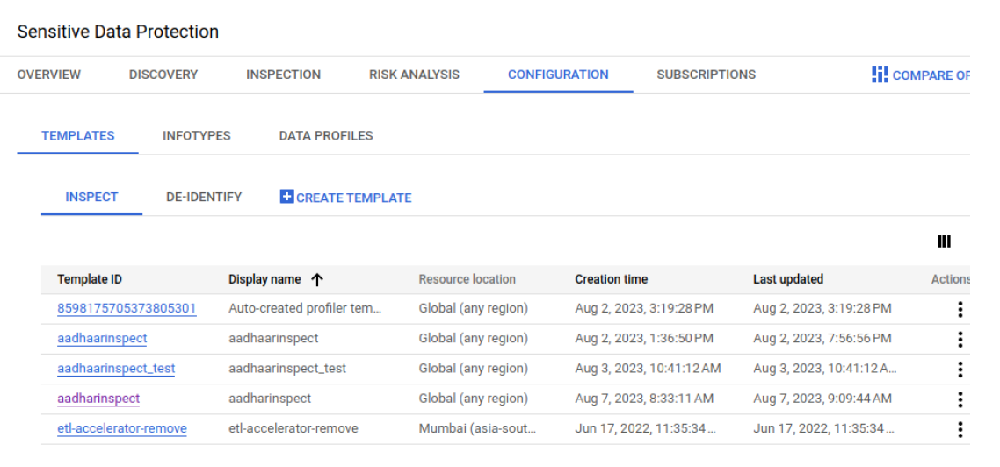 Sensitive Data Protection
OVERVIEW DISCOVERY INSPECTION RISK ANALYSIS CONFIGURATION SUBSCRIPTIONS COMPARE OF
TEMPLATES INFOTYPES DATA PROFILES
INSPECT DE-IDENTIFY CREATE TEMPLATE
Template ID Display name Resource location Creation time Last updated Actions
8598175705373805301 Auto-created profiler tem... Global (any region) Aug 2, 2023, 3:19:28 PM Aug 2, 2023, 3:19:28 PM
aadhaarinspect aadhaarinspect Global (any region) Aug 2, 2023, 1:36:50 PM Aug 2, 2023, 7:56:56 PM
aadhaarinspect_test aadhaarinspect_test Global (any region) Aug 3, 2023, 10:41:12 AM Aug 3, 2023, 10:41:12 A...
aadharinspect aadharinspect Global (any region) Aug 7, 2023, 8:33:11 AM Aug 7, 2023, 9:09:44 AM
etl-accelerator-remove etl-accelerator-remove Mumbai (asia-sout... Jun 17, 2022, 11:35:34 ... Jun 17, 2022, 11:35:34 ...